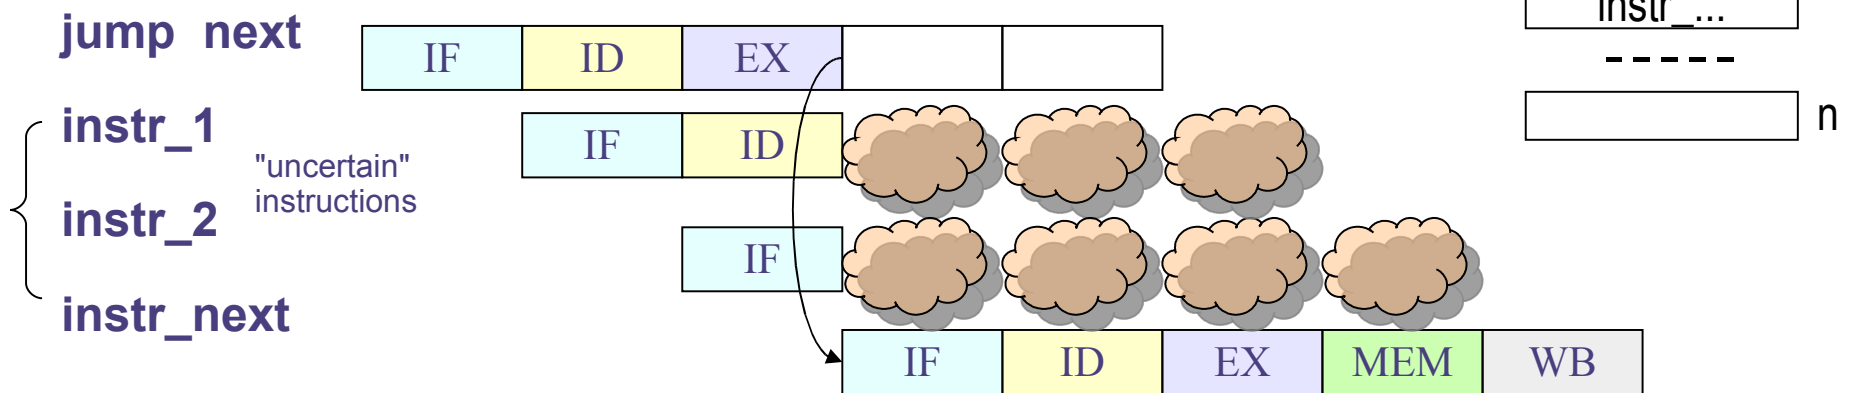 jump next
IF ID EX
instr_...
instr_1
IF ID
n
"uncertain"
instructions
instr_2
IF
instr_next
IF ID EX MEM WB